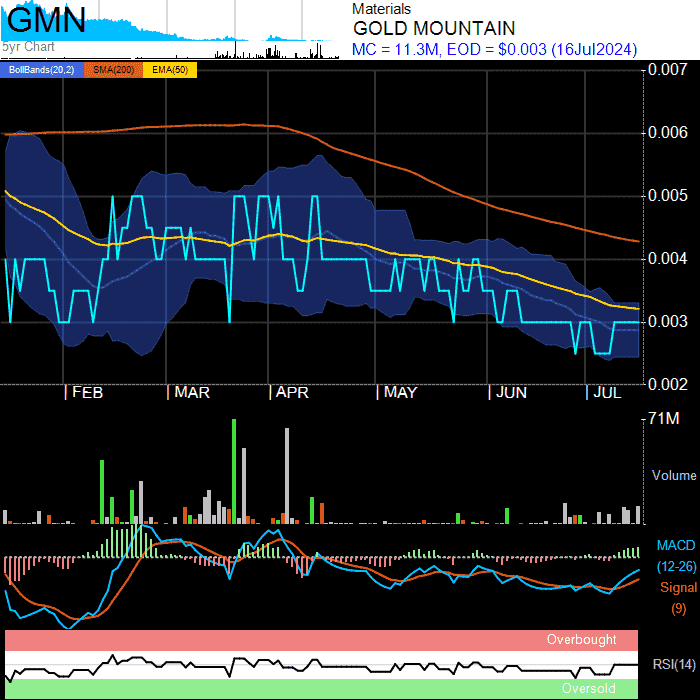 GMN
5yr Chart
Materials
GOLD MOUNTAIN
MC = 11.3M, EOD = $0.003 (16Jul2024)
BollBands(20,2) SMA(200) EMA(50)
0.007
0.006
0.005
0.004
0.003
0.002
FEB MAR APR MAY JUN JUL
71M
Volume
MACD
(12-26)
Signal
(9)
Overbought
RSI(14)
Oversold